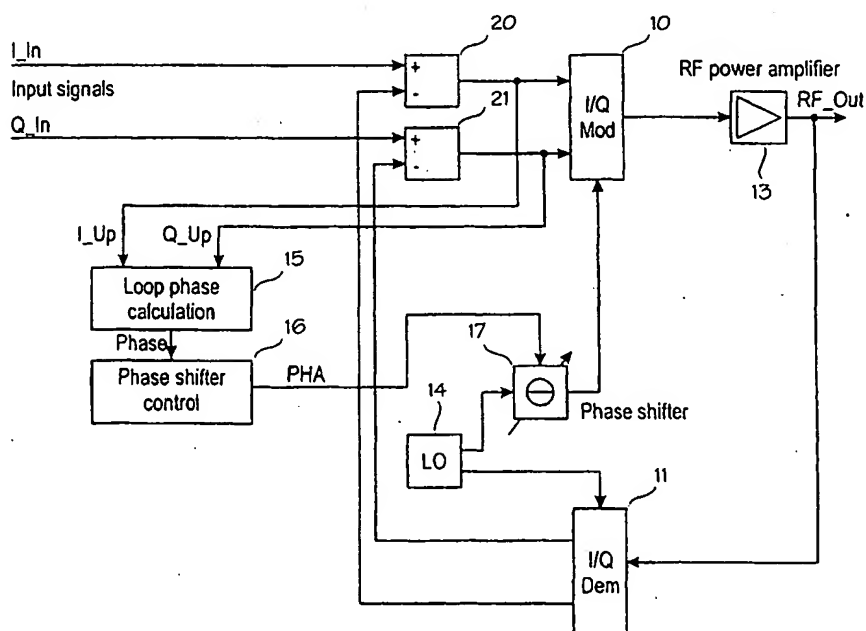 20
10
I_In
RF power amplifier
+
-
I/Q
Mod
RF_Out
Input signals
21
Q_In
+
-
13
I_Up
Q_Up
15
Loop phase
calculation
16
Phase
17
Phase shifter
control
PHA
14
Phase shifter
LO
11
I/Q
Dem